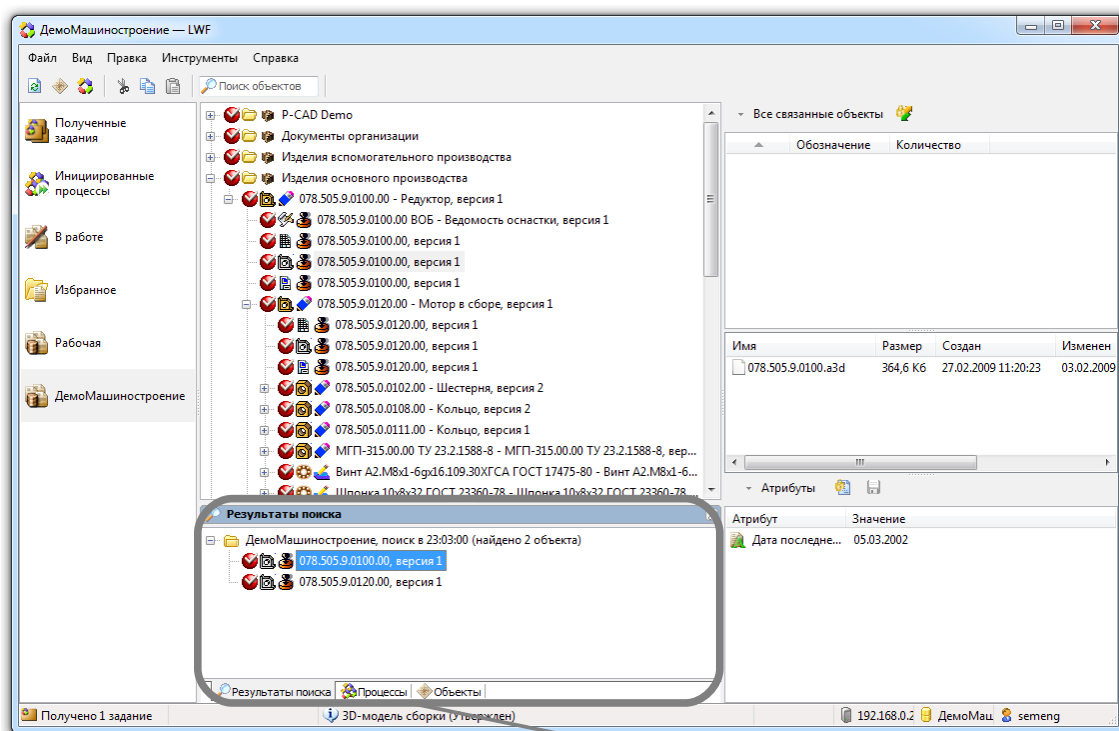 ДемоМашиностроение — LWF
Файл Вид Правка Инструменты Справка
Поиск объектов
Полученные задания
Инициированные процессы
В работе
Избранное
Рабочая
ДемоМашиностроение
P-CAD Demo
Документы организации
Изделия вспомогательного производства
Изделия основного производства
078.505.9.0100.00 - Редуктор, версия 1
078.505.9.0100.00 ВОБ - Ведомость оснастки, версия 1
078.505.9.0100.00, версия 1
078.505.9.0100.00, версия 1
078.505.9.0100.00, версия 1
078.505.9.0120.00 - Мотор в сборе, версия 1
078.505.9.0120.00, версия 1
078.505.9.0120.00, версия 1
078.505.9.0120.00, версия 1
078.505.0.0102.00 - Шестерня, версия 2
078.505.0.0108.00 - Кольцо, версия 2
078.505.0.0111.00 - Кольцо, версия 1
МГП-315.00.00 ТУ 23.2.1588-8 - МГП-315.00.00 ТУ 23.2.1588-8, вер...
Винт А2.М8х1-6gх16.109.30ХГСА ГОСТ 17475-80 - Винт А2.М8х1-6...
Шпонка 10х8х32 ГОСТ 23360-78 - Шпонка 10х8х32 ГОСТ 23360-78, ...
Результаты поиска
ДемоМашиностроение, поиск в 23:03:00 (найдено 2 объекта)
078.505.9.0100.00, версия 1
078.505.9.0120.00, версия 1
Результаты поиска Процессы Объекты
Все связанные объекты
Обозначение Количество
Имя Размер Создан Изменен
078.505.9.0100.a3d 364,6 Кб 27.02.2009 11:20:23 03.02.2009
Атрибуты
Атрибут Значение
Дата последне... 05.03.2002
Получено 1 задание 3D-модель сборки (Утвержден) 192.168.0.2 ДемоМаш semeng